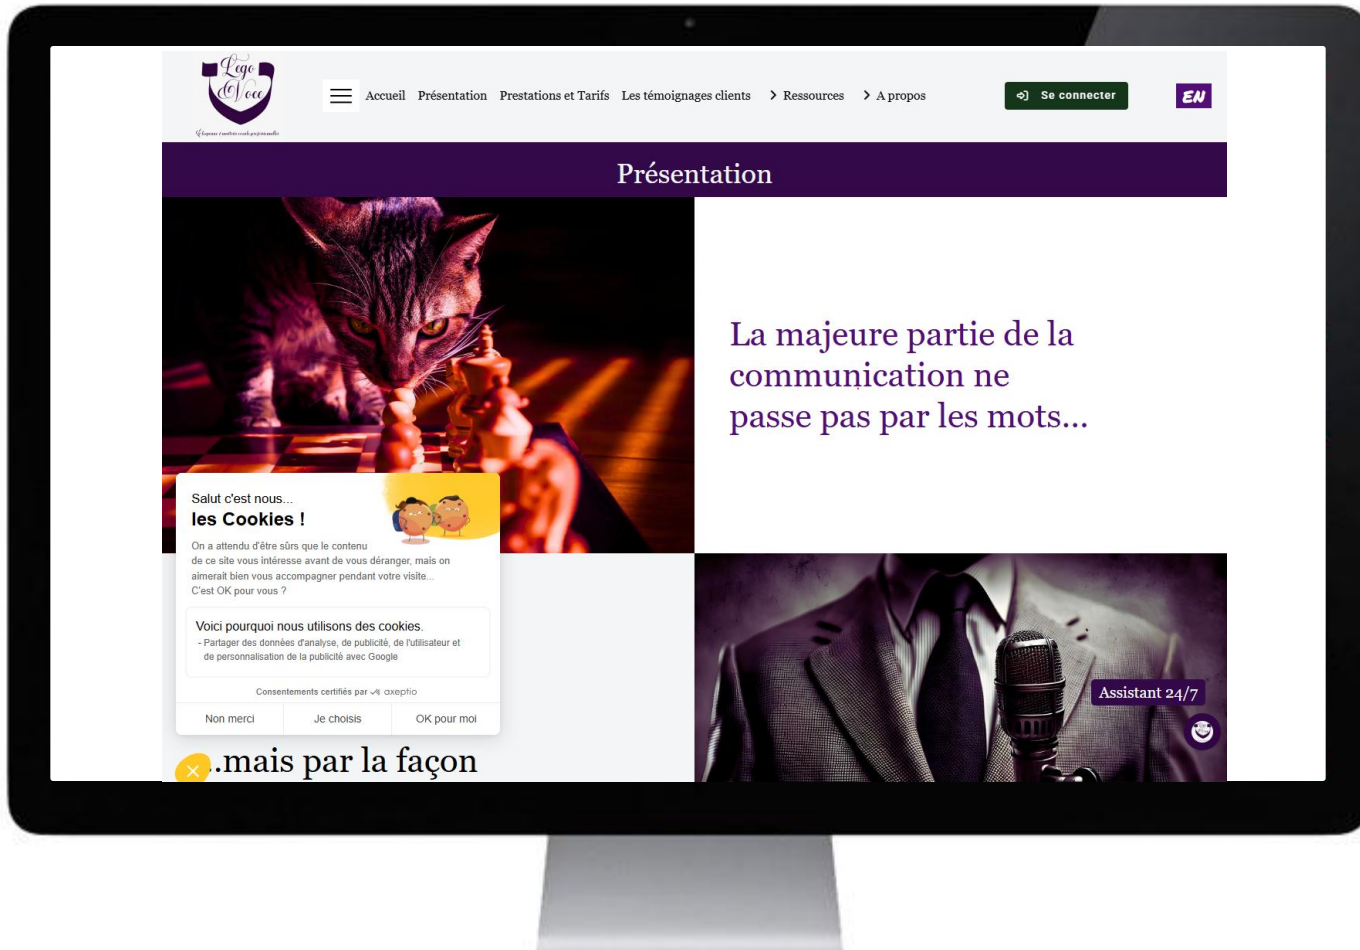 Lego
& Voce
Accueil Présentation Prestations et Tarifs Les témoignages clients > Ressources > A propos
Se connecter
EN
Présentation
La majeure partie de la
communication ne
passe pas par les mots...
Salut c'est nous...
les Cookies !
On a attendu d'être sûrs que le contenu
de ce site vous intéresse avant de vous déranger, mais on
aimerait bien vous accompagner pendant votre visite...
C'est OK pour vous ?
Voici pourquoi nous utilisons des cookies.
- Partager des données d'analyse, de publicité, de l'utilisateur et
de personnalisation de la publicité avec Google
Consentements certifiés par axeptio
Non merci Je choisis OK pour moi
...mais par la façon
Assistant 24/7